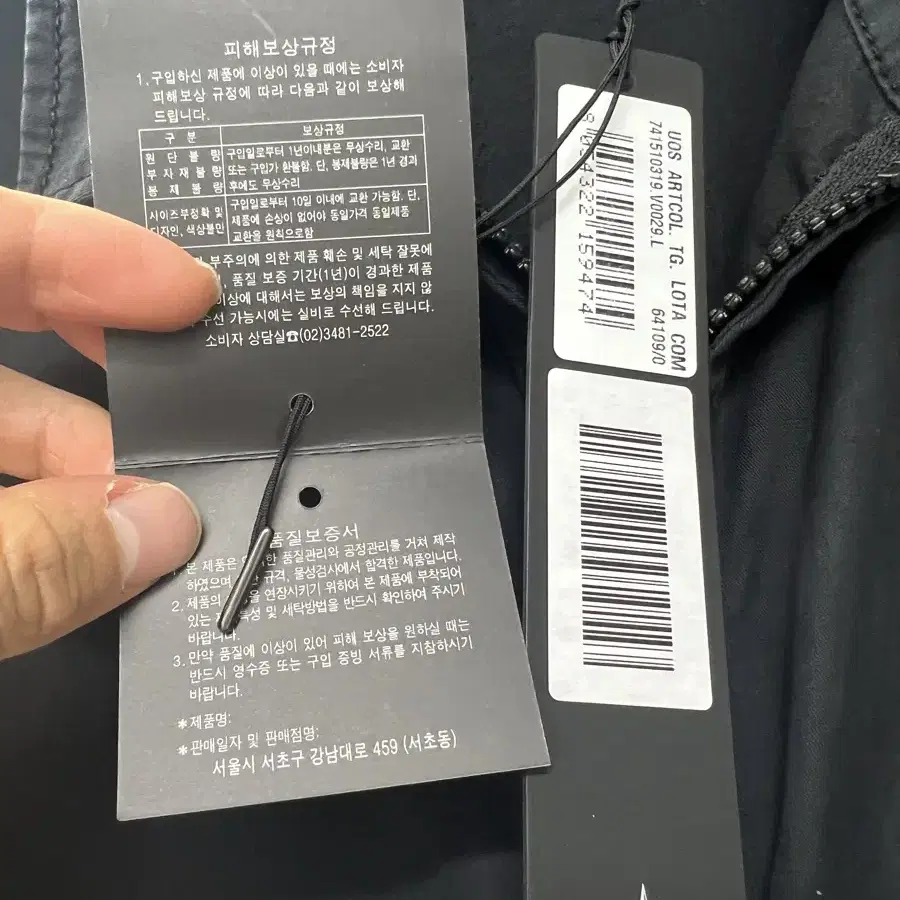 피해보상규정
1. 구입하신 제품에 이상이 있을 때에는 소비자
피해보상 규정에 따라 다음과 같이 보상해
드립니다.
구 분 보상규정
원 단 불 량
부 자 재 불 량
봉 제 불 량
구입일로부터 1년이내분은 무상수리, 교환
또는 구입가 환불함. 단, 봉제불량은 1년 경과
후에도 무상수리
사이즈부정확 및
디자인, 색상불만
구입일로부터 10일 이내에 교환 가능함. 단,
제품에 손상이 없어야 동일가격 동일제품
교환을 원칙으로함
부주의에 의한 제품 훼손 및 세탁 잘못에
품질 보증 기간(1년)이 경과한 제품
이상에 대해서는 보상의 책임을 지지 않
수선 가능시에는 실비로 수선해 드립니다.
소비자 상담실☎(02)3481-2522
품질보증서
본 제품은 한 품질관리와 공정관리를 거쳐 제작
하였으며 규격, 물성검사에서 합격한 제품입니다.
2. 제품의 을 연장시키기 위하여 본 제품에 부착되어
있는 특성 및 세탁방법을 반드시 확인하여 주시기
바랍니다.
3. 만약 품질에 이상이 있어 피해 보상을 원하실 때는
반드시 영수증 또는 구입 증빙 서류를 지참하시기
바랍니다.
*제품명:
*판매일자 및 판매점명:
서울시 서초구 강남대로 459 (서초동)
UOS ARTCOL. TG. LOTA COM
741510319.V0029.L 64109/0
8 054322 159474